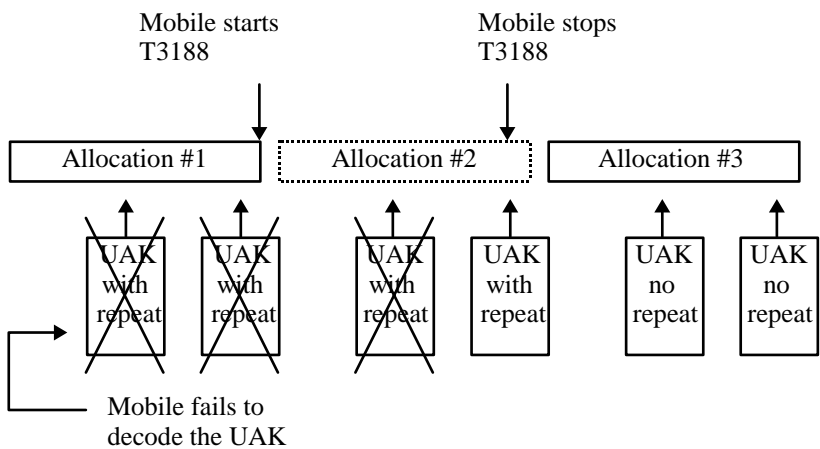 Mobile starts
T3188
Mobile stops
T3188
Allocation #1
Allocation #2
Allocation #3
UAK
with
repeat
UAK
with
repeat
UAK
with
repeat
UAK
with
repeat
UAK
no
repeat
UAK
no
repeat
Mobile fails to
decode the UAK